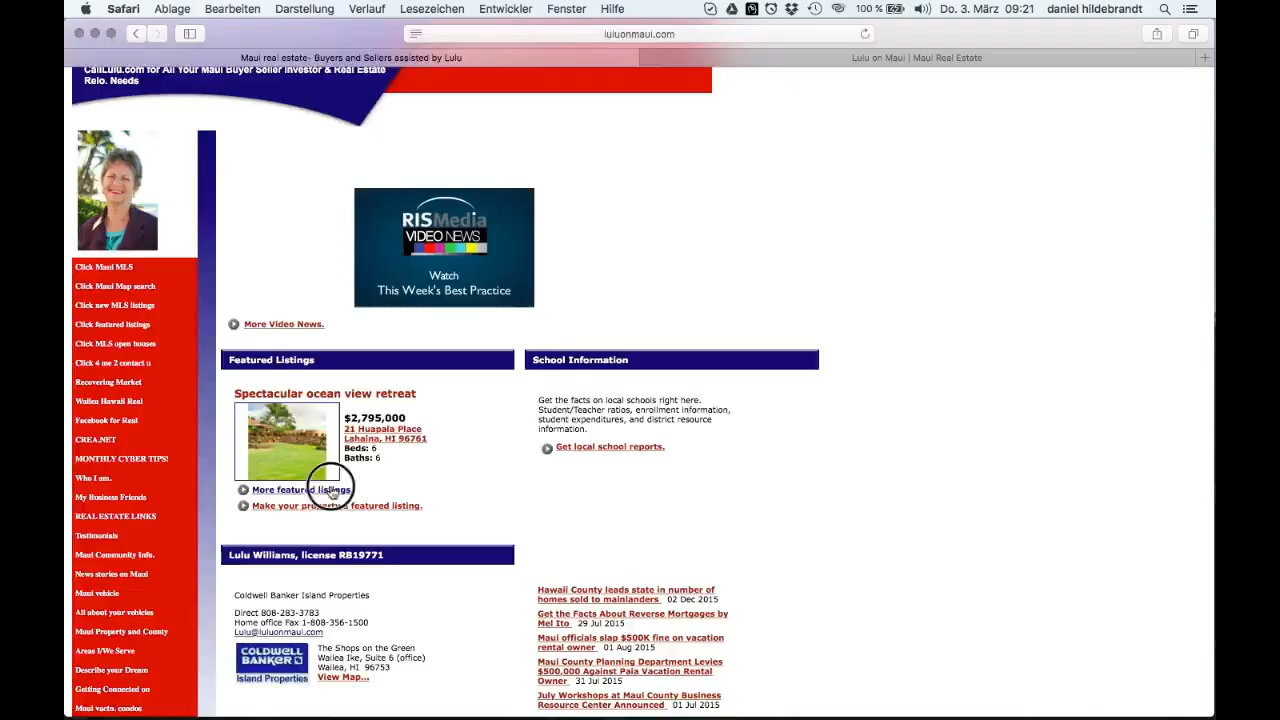 Safari Ablage Bearbeiten Darstellung Verlauf Lesezeichen Entwickler Fenster Hilfe 100 % Do. 3. März 09:21 daniel hildebrandt
luluonmaui.com
Maui real estate- Buyers and Sellers assisted by Lulu
Lulu on Maui | Maui Real Estate
CallLulu.com for All Your Maui Buyer Seller Investor & Real Estate
Relo. Needs
Click Maui MLS
Click Maui Map search
Click new MLS listings
Click featured listings
Click MLS open houses
Click 4 me 2 contact u
Recovering Market
Wailea Hawaii Real
Facebook for Real
CREA.NET
MONTHLY CYBER TIPS!
Who I am.
My Business Friends
REAL ESTATE LINKS
Testimonials
Maui Community Info.
News stories on Maui
Maui vehicle
All about your vehicles
Maui Property and County
Areas I/We Serve
Describe your Dream
Getting Connected on
Maui vactn. condos
RISMedia
VIDEO NEWS
Watch
This Week's Best Practice
More Video News.
Featured Listings
Spectacular ocean view retreat
$2,795,000
21 Huapala Place
Lahaina, HI 96761
Beds: 6
Baths: 6
More featured listings
Make your property a featured listing.
School Information
Get the facts on local schools right here.
Student/Teacher ratios, enrollment information,
student expenditures, and district resource
information.
Get local school reports.
Lulu Williams, license RB19771
Coldwell Banker Island Properties
Direct 808-283-3783
Home office Fax 1-808-356-1500
Lulu@luluonmaui.com
COLDWELL
BANKER
Island Properties
The Shops on the Green
Wailea Ike, Suite 6 (office)
Wailea, HI 96753
View Map...
Hawaii County leads state in number of
homes sold to mainlanders 02 Dec 2015
Get the Facts About Reverse Mortgages by
Mel Ito 29 Jul 2015
Maui officials slap $500K fine on vacation
rental owner 01 Aug 2015
Maui County Planning Department Levies
$500,000 Against Paia Vacation Rental
Owner 31 Jul 2015
July Workshops at Maui County Business
Resource Center Announced 01 Jul 2015